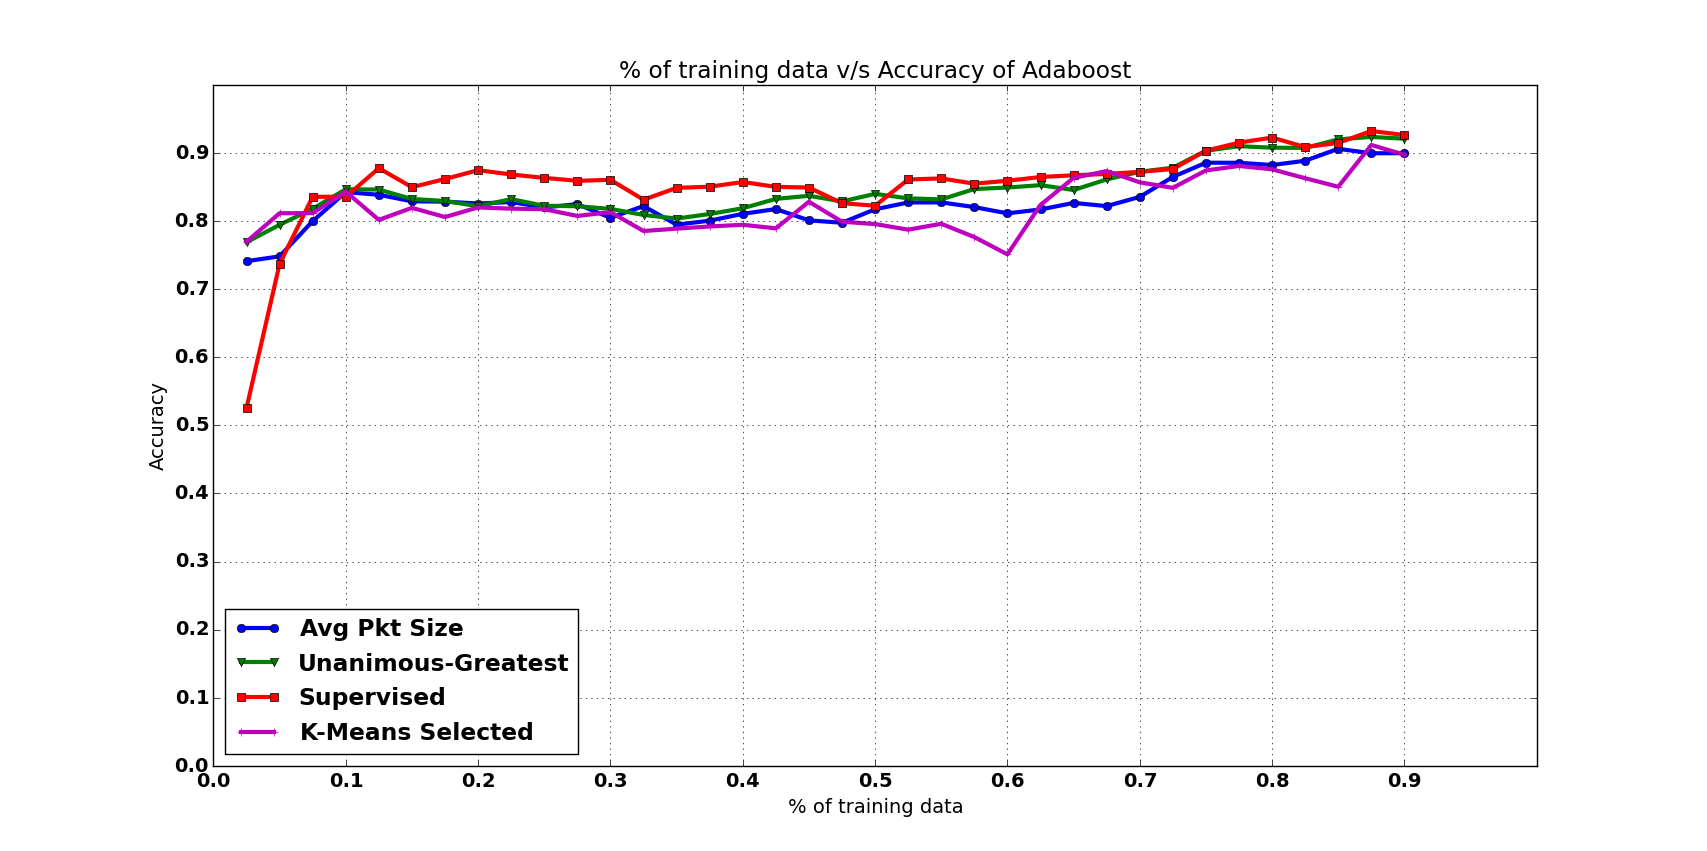 % of training data v/s Accuracy of Adaboost
Accuracy
0.9
0.8
0.7
0.6
0.5
0.4
0.3
0.2
0.1
0.0
Avg Pkt Size
Unanimous-Greatest
Supervised
K-Means Selected
0.0 0.1 0.2 0.3 0.4 0.5 0.6 0.7 0.8 0.9
% of training data